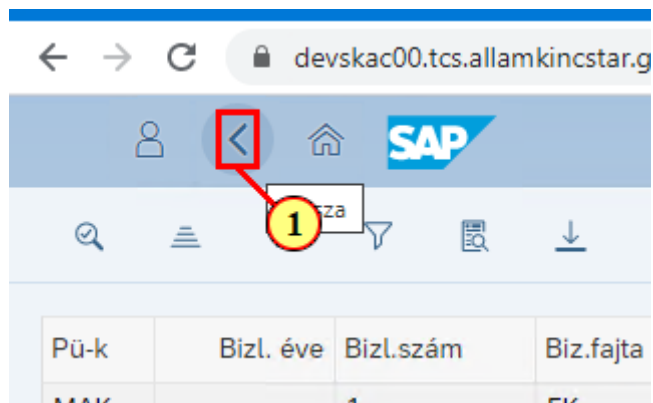 devskac00.tcs.allamkincstar.g
SAP
1
Pü-k Bizl. éve Bizl.szám Biz.fajta